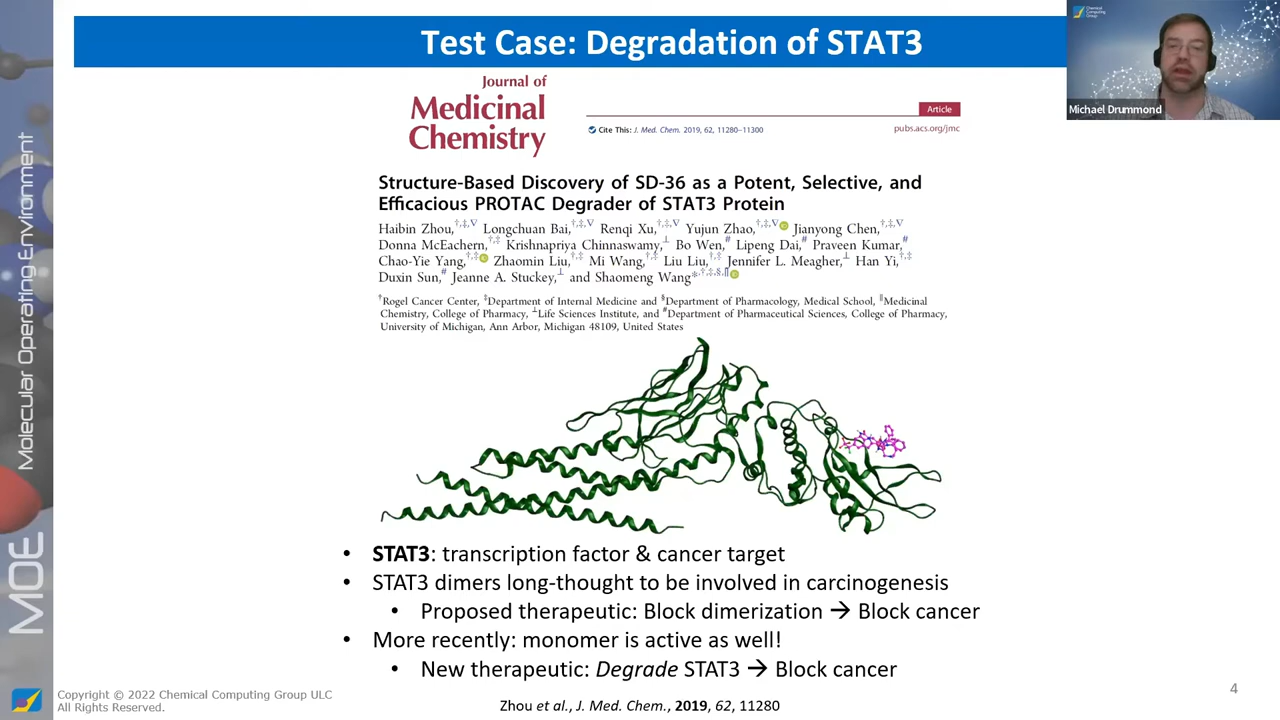 Test Case: Degradation of STAT3
Chemical
Computing
Group
Michael Drummond
Journal of
Medicinal
Chemistry
Article
Cite This: J. Med. Chem. 2019, 62, 11280−11300
pubs.acs.org/jmc
Structure-Based Discovery of SD-36 as a Potent, Selective, and
Efficacious PROTAC Degrader of STAT3 Protein
Haibin Zhou,†,‡,∇ Longchuan Bai,†,‡,∇ Renqi Xu,†,‡,∇ Yujun Zhao,†,‡,∇ Jianyong Chen,†,‡,∇
Donna McEachern,†,‡ Krishnapriya Chinnaswamy,⊥ Bo Wen,# Lipeng Dai,# Praveen Kumar,#
Chao-Yie Yang,†,‡ Zhaomin Liu,†,‡ Mi Wang,†,‡ Liu Liu,†,‡ Jennifer L. Meagher,⊥ Han Yi,†,‡
Duxin Sun,# Jeanne A. Stuckey,⊥ and Shaomeng Wang*,†,‡,§,∥
†Rogel Cancer Center, ‡Department of Internal Medicine and §Department of Pharmacology, Medical School, ∥Medicinal
Chemistry, College of Pharmacy, ⊥Life Sciences Institute, and #Department of Pharmaceutical Sciences, College of Pharmacy,
University of Michigan, Ann Arbor, Michigan 48109, United States
• STAT3: transcription factor & cancer target
• STAT3 dimers long-thought to be involved in carcinogenesis
• Proposed therapeutic: Block dimerization → Block cancer
• More recently: monomer is active as well!
• New therapeutic: Degrade STAT3 → Block cancer
Zhou et al., J. Med. Chem., 2019, 62, 11280
4
Copyright © 2022 Chemical Computing Group ULC
All Rights Reserved.
MOE Molecular Operating Environment